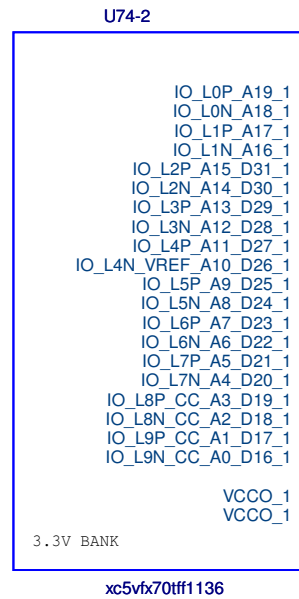 U74-2
IO_L0P_A19_1
IO_L0N_A18_1
IO_L1P_A17_1
IO_L1N_A16_1
IO_L2P_A15_D31_1
IO_L2N_A14_D30_1
IO_L3P_A13_D29_1
IO_L3N_A12_D28_1
IO_L4P_A11_D27_1
IO_L4N_VREF_A10_D26_1
IO_L5P_A9_D25_1
IO_L5N_A8_D24_1
IO_L6P_A7_D23_1
IO_L6N_A6_D22_1
IO_L7P_A5_D21_1
IO_L7N_A4_D20_1
IO_L8P_CC_A3_D19_1
IO_L8N_CC_A2_D18_1
IO_L9P_CC_A1_D17_1
IO_L9N_CC_A0_D16_1
VCCO_1
VCCO_1
3.3V BANK
xc5vfx70tff1136